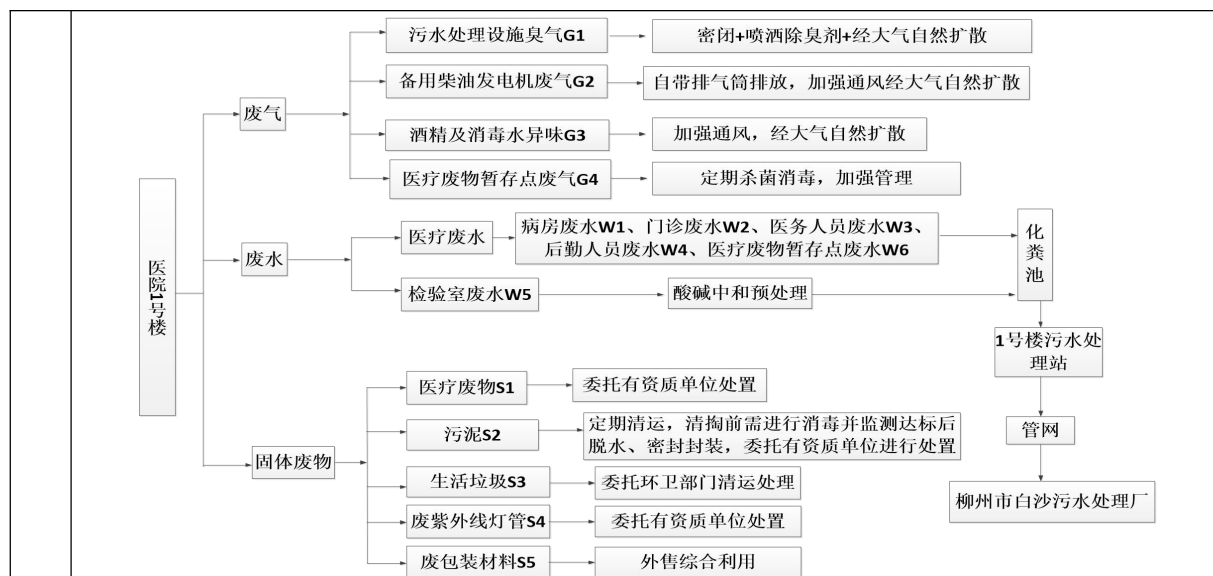 医院1号楼
废气
污水处理设施臭气G1
密闭+喷洒除臭剂+经大气自然扩散
备用柴油发电机废气G2
自带排气筒排放，加强通风经大气自然扩散
酒精及消毒水异味G3
加强通风，经大气自然扩散
医疗废物暂存点废气G4
定期杀菌消毒，加强管理
废水
医疗废水
病房废水W1、门诊废水W2、医务人员废水W3、
后勤人员废水W4、医疗废物暂存点废水W6
检验室废水W5
酸碱中和预处理
化粪池
1号楼污水处
理站
管网
柳州市白沙污水处理厂
固体废物
医疗废物S1
委托有资质单位处置
污泥S2
定期清运，清掏前需进行消毒并监测达标后
脱水、密封封装，委托有资质单位进行处置
生活垃圾S3
委托环卫部门清运处理
废紫外线灯管S4
委托有资质单位处置
废包装材料S5
外售综合利用